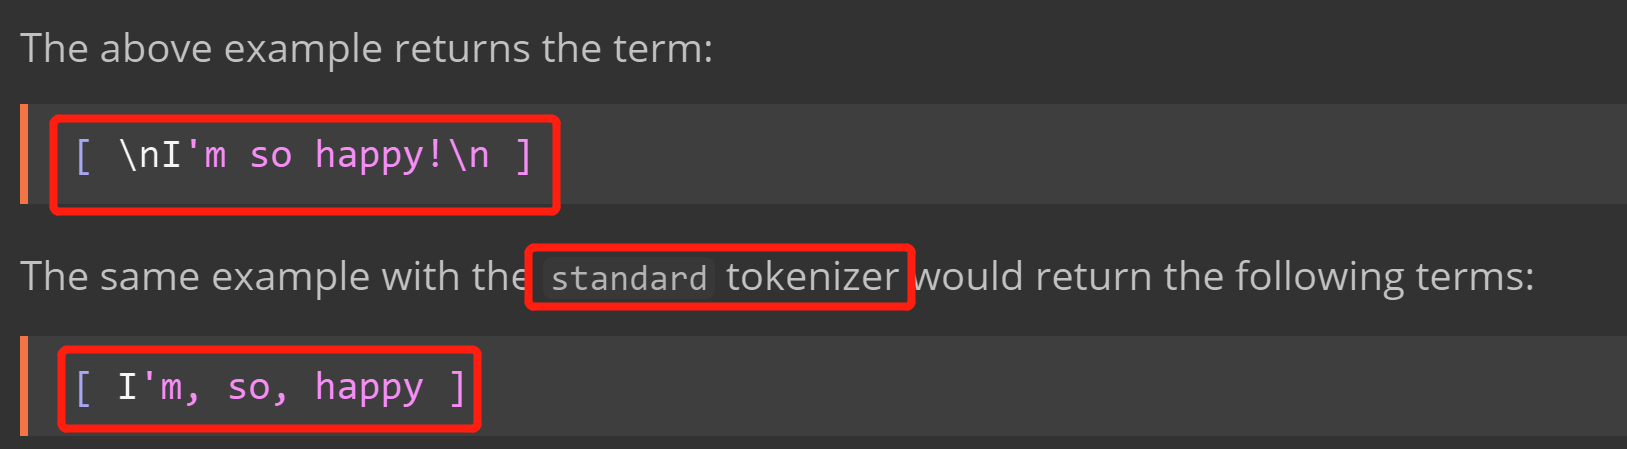 The above example returns the term:
[ \nI'm so happy!\n ]
The same example with the standard tokenizer would return the following terms:
[ I'm, so, happy ]